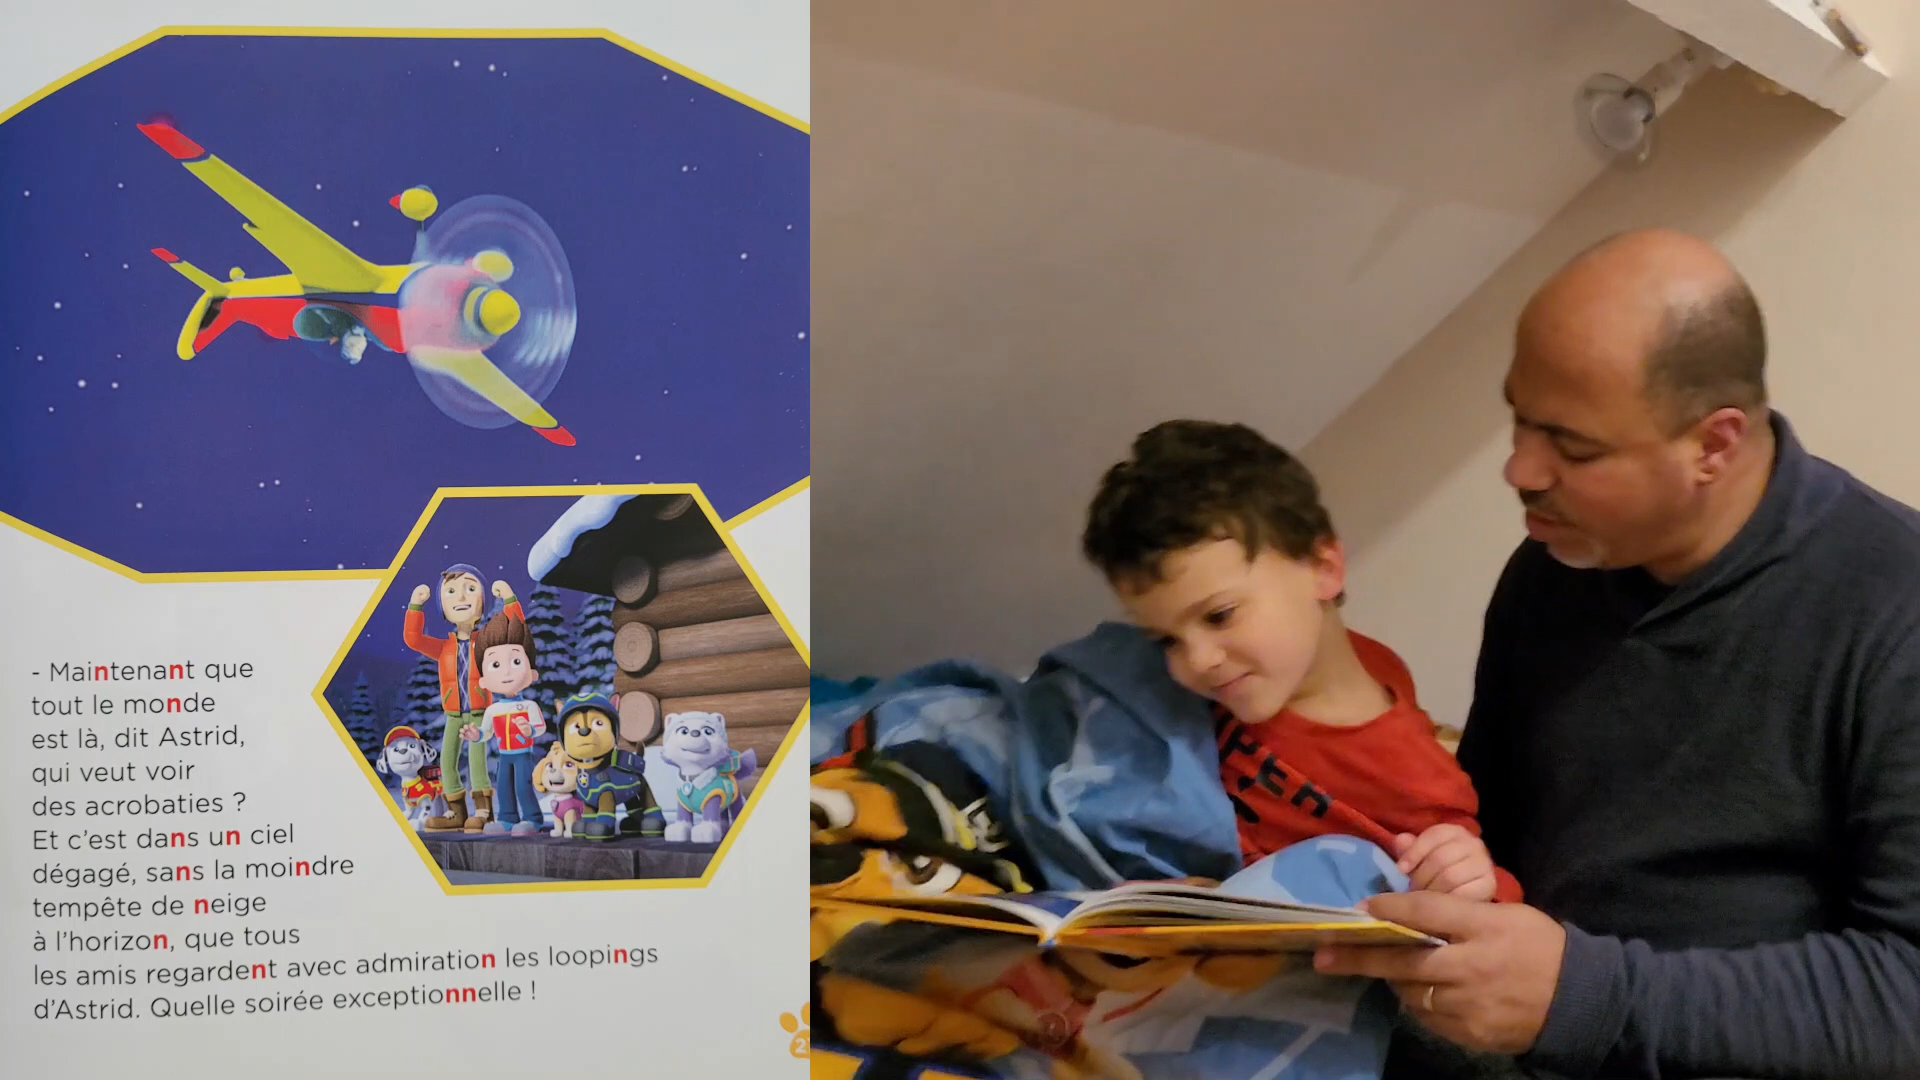 - Maintenant que
tout le monde
est là, dit Astrid,
qui veut voir
des acrobaties ?
Et c'est dans un ciel
dégagé, sans la moindre
tempête de neige
à l'horizon, que tous
les amis regardent avec admiration les loopings
d'Astrid. Quelle soirée exceptionnelle !